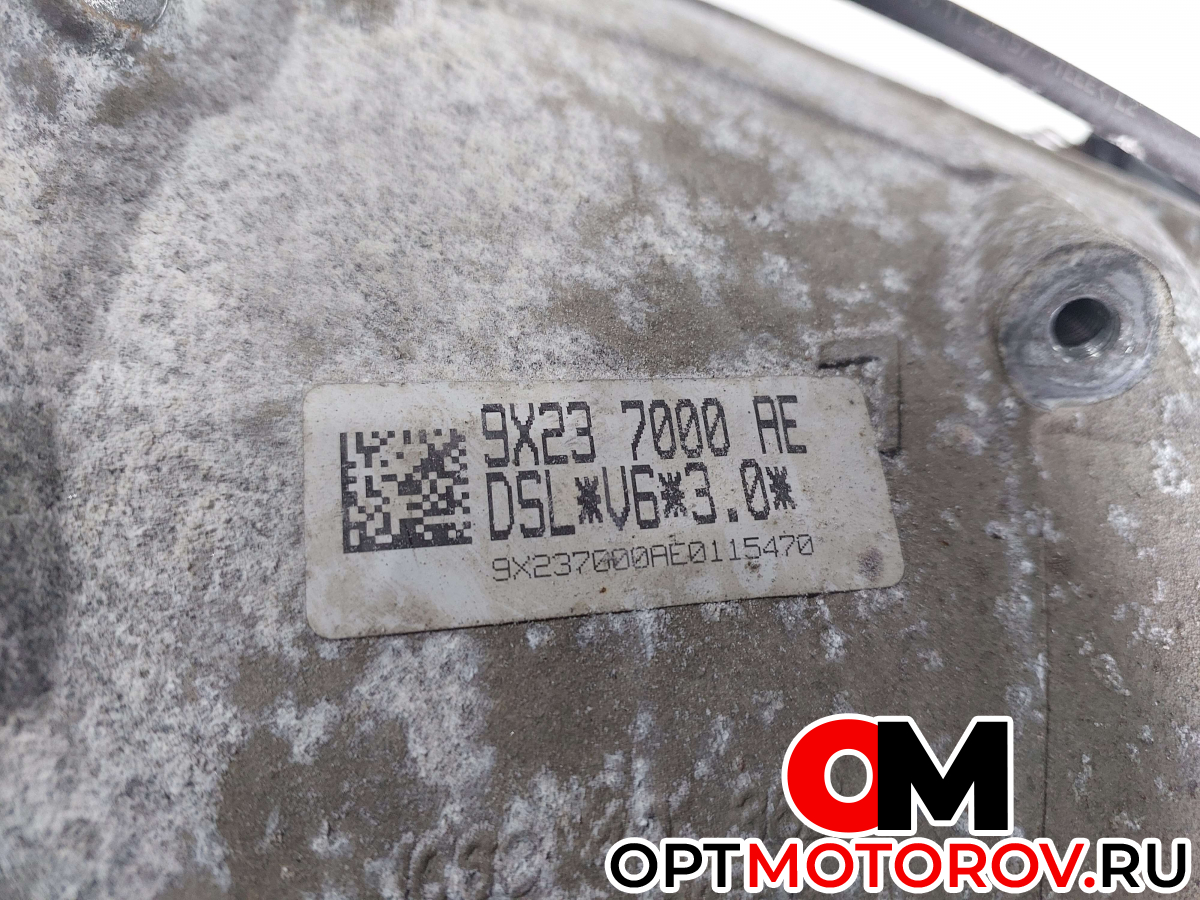 9X23 7000 AE
DSL*V6*3.0*
9X237000AE0115470
OM
OPTMOTOROV.RU